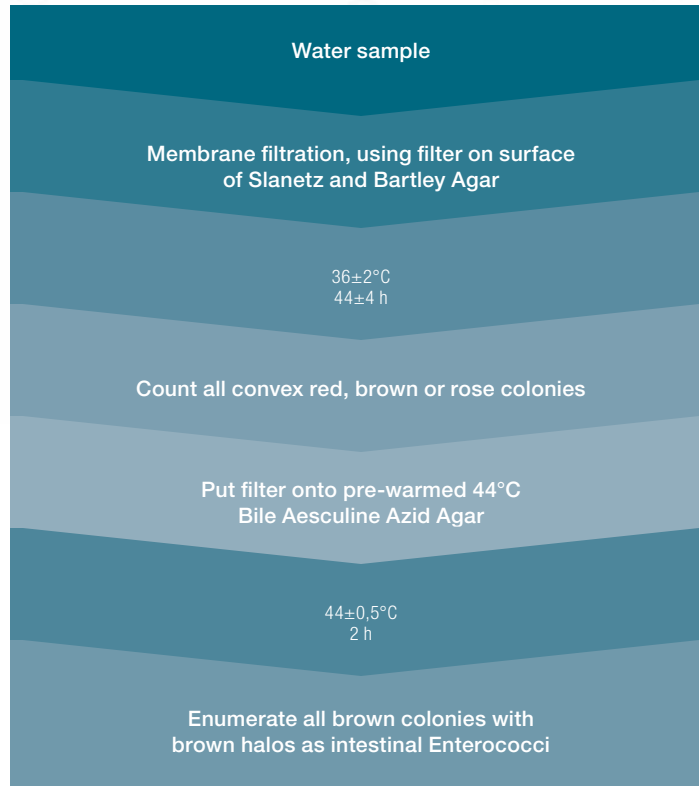 Water sample
Membrane filtration, using filter on surface
of Slanetz and Bartley Agar
36±2°C
44±4 h
Count all convex red, brown or rose colonies
Put filter onto pre-warmed 44°C
Bile Aesculine Azid Agar
44±0,5°C
2 h
Enumerate all brown colonies with
brown halos as intestinal Enterococci